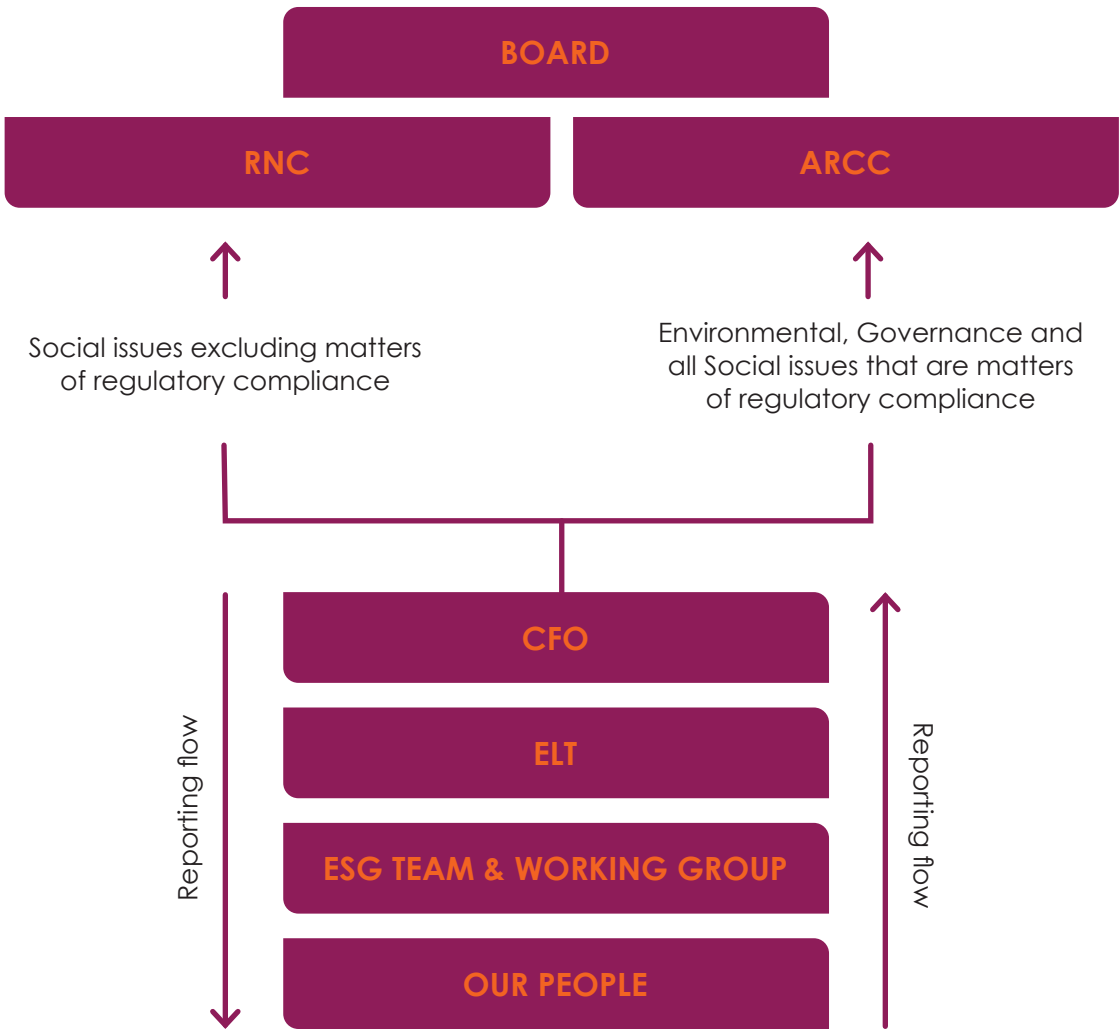 BOARD
RNC
ARCC
Social issues excluding matters
of regulatory compliance
Environmental, Governance and
all Social issues that are matters
of regulatory compliance
CFO
ELT
ESG TEAM & WORKING GROUP
OUR PEOPLE
Reporting flow
Reporting flow